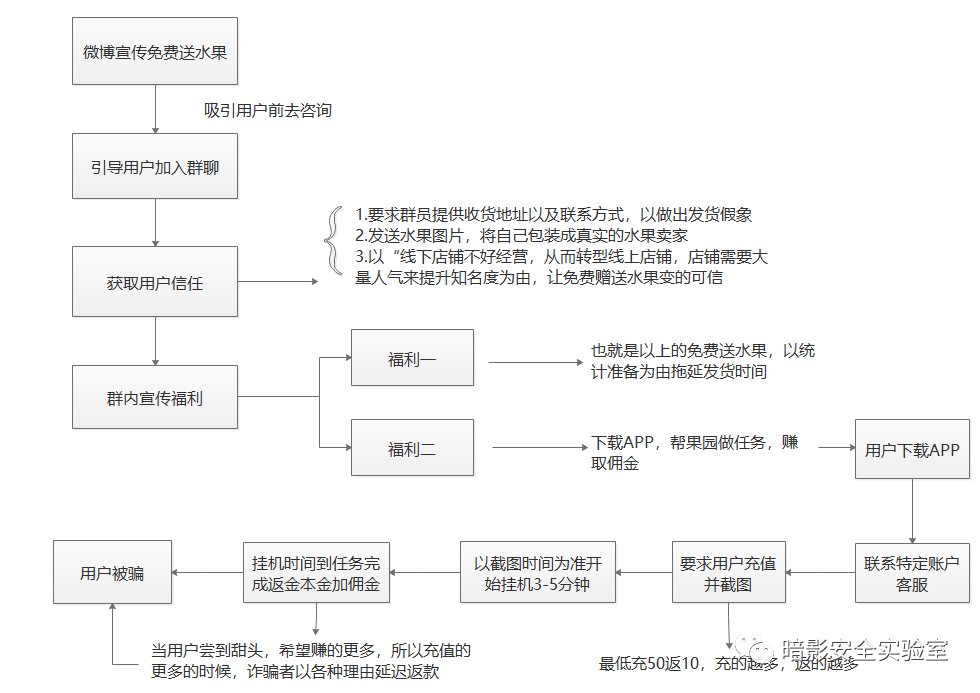 微博宣传免费送水果
吸引用户前去咨询
引导用户加入群聊
获取用户信任
1.要求群员提供收货地址以及联系方式，以做出发货假象
2.发送水果图片，将自己包装成真实的水果卖家
3.以“线下店铺不好经营，从而转型线上店铺，店铺需要大
量人气来提升知名度为由，让免费赠送水果变的可信
群内宣传福利
福利一
也就是以上的免费送水果，以统
计准备为由拖延发货时间
福利二
下载APP，帮果园做任务，赚
取佣金
用户下载APP
联系特定账户
客服
要求用户充值
并截图
最低充50返10，充的越多，返的越多
以截图时间为准开
始挂机3-5分钟
挂机时间到任务完
成返金本金加佣金
当用户尝到甜头，希望赚的更多，所以充值的
更多的时候，诈骗者以各种理由延迟返款
用户被骗
暗影安全实验室